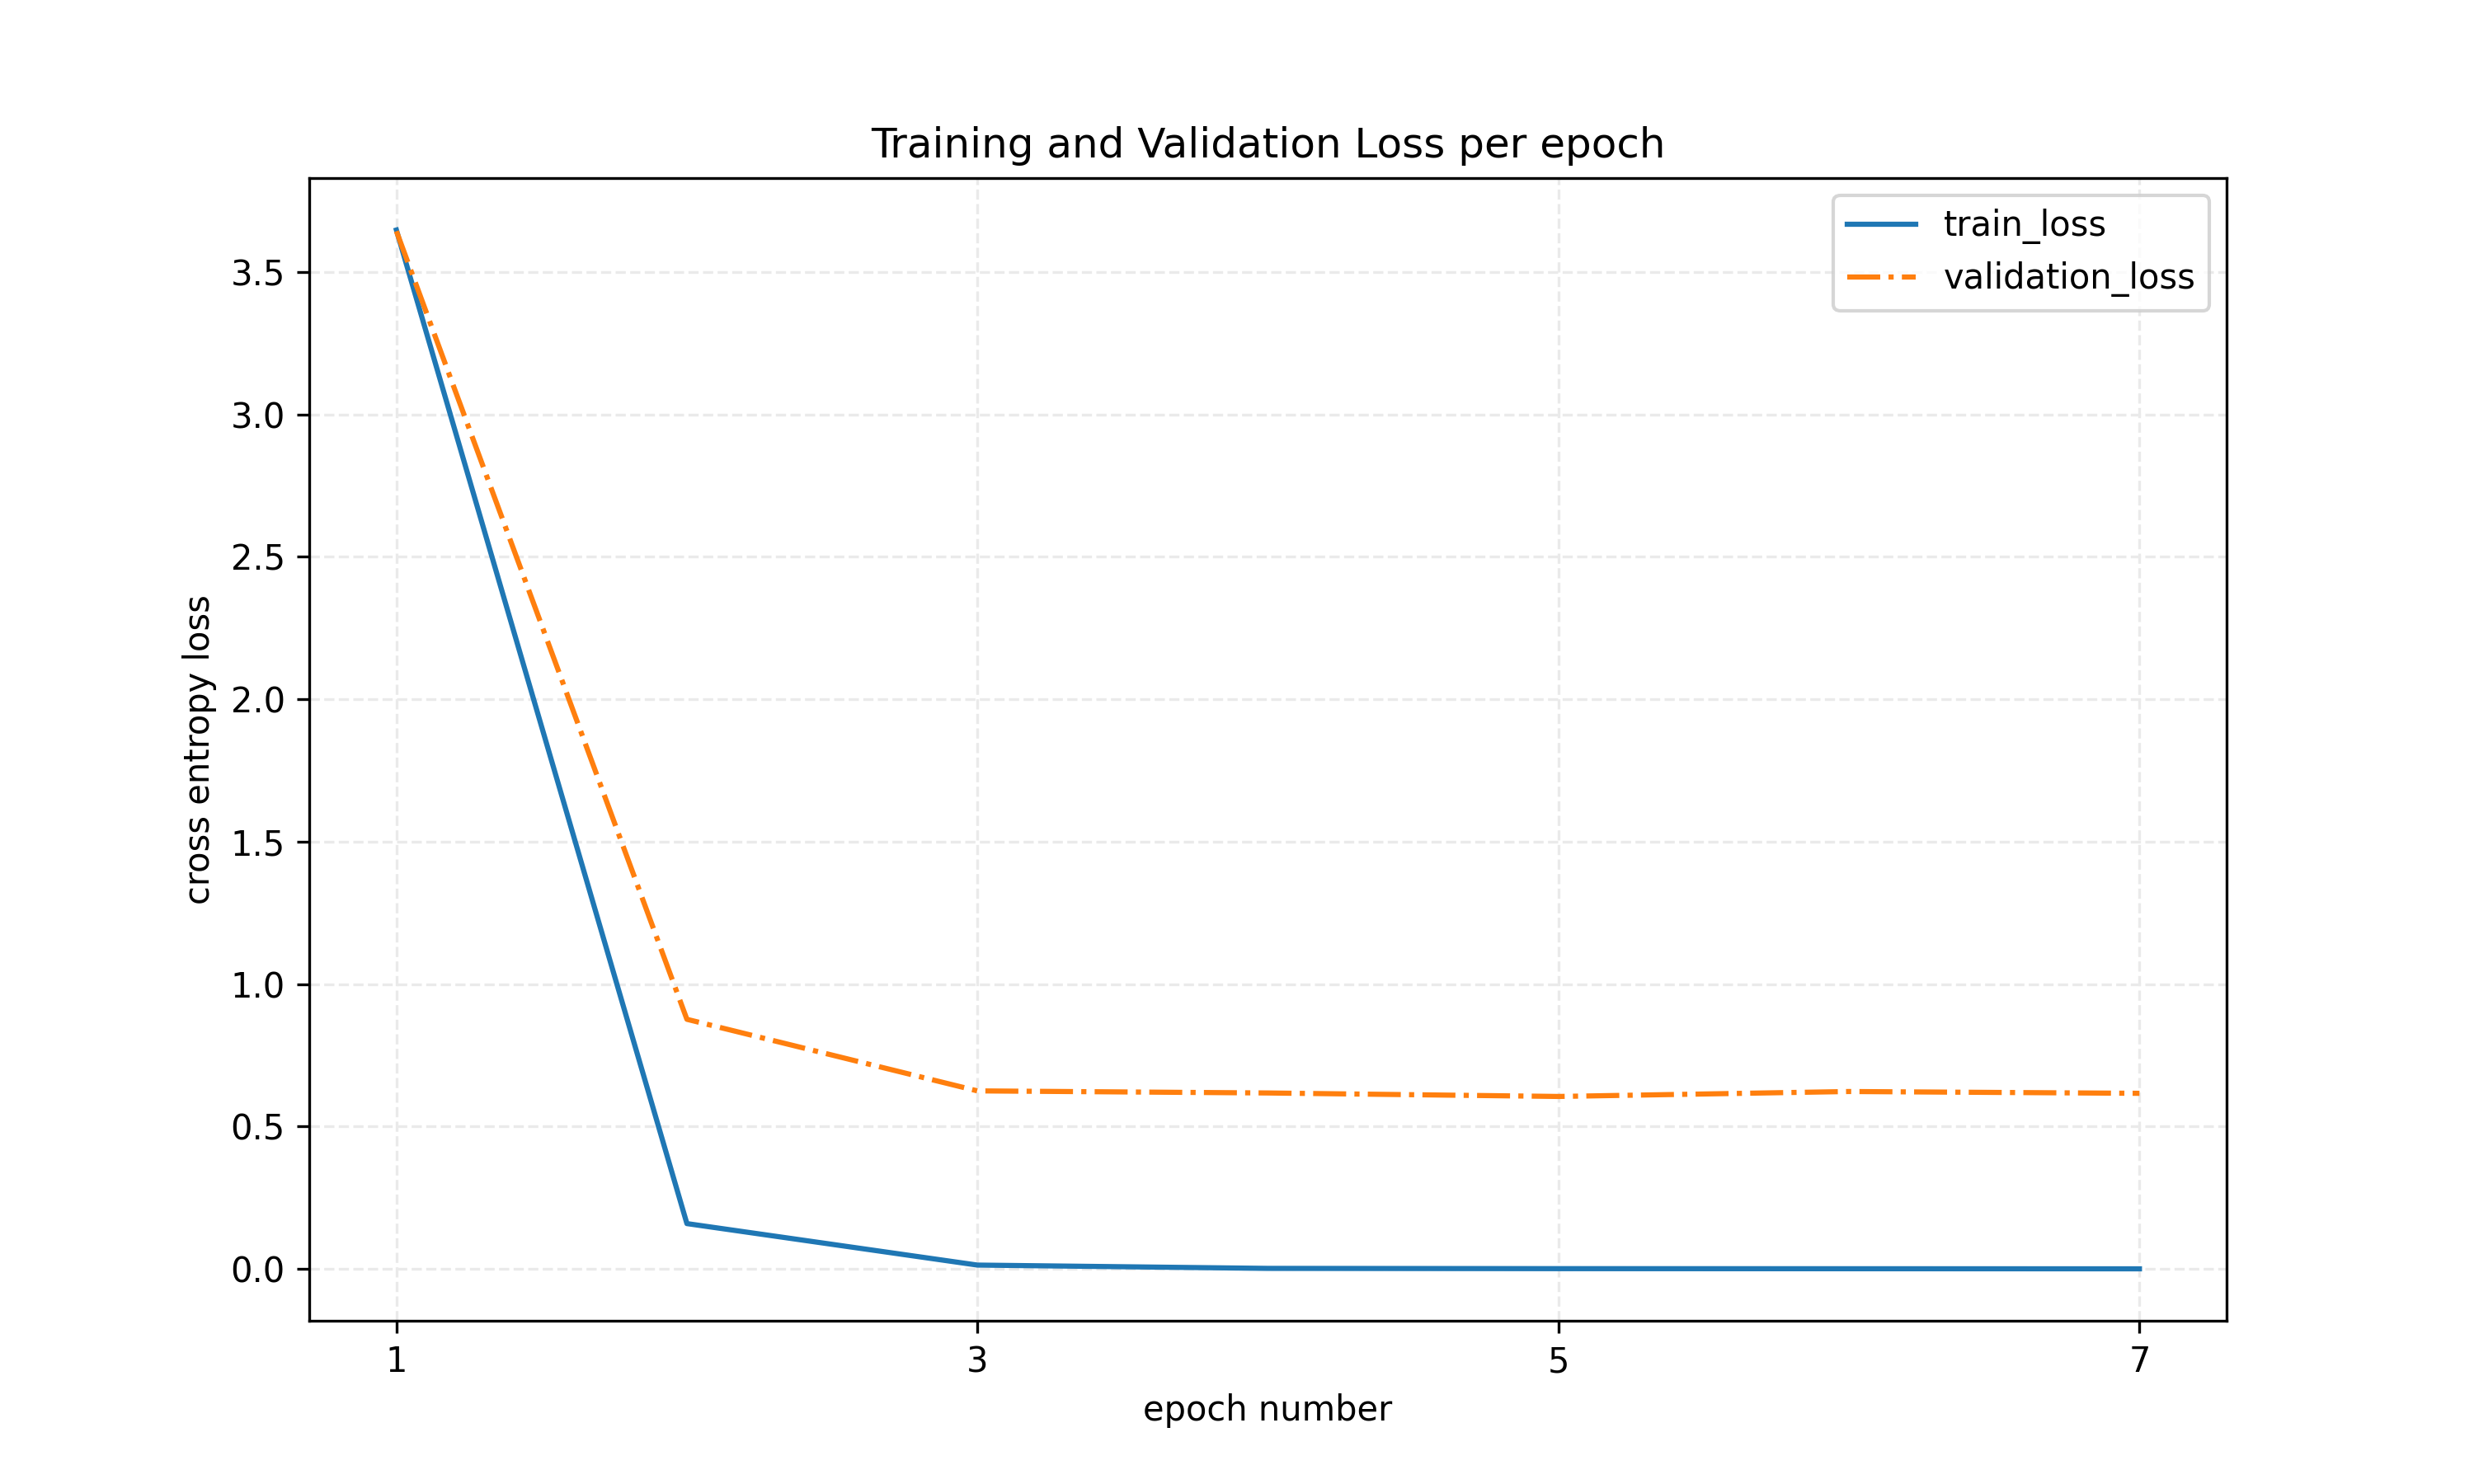 Training and Validation Loss per epoch
train_loss
validation_loss
3.5
3.0
2.5
2.0
1.5
1.0
0.5
0.0
cross entropy loss
1 3 5 7
epoch number